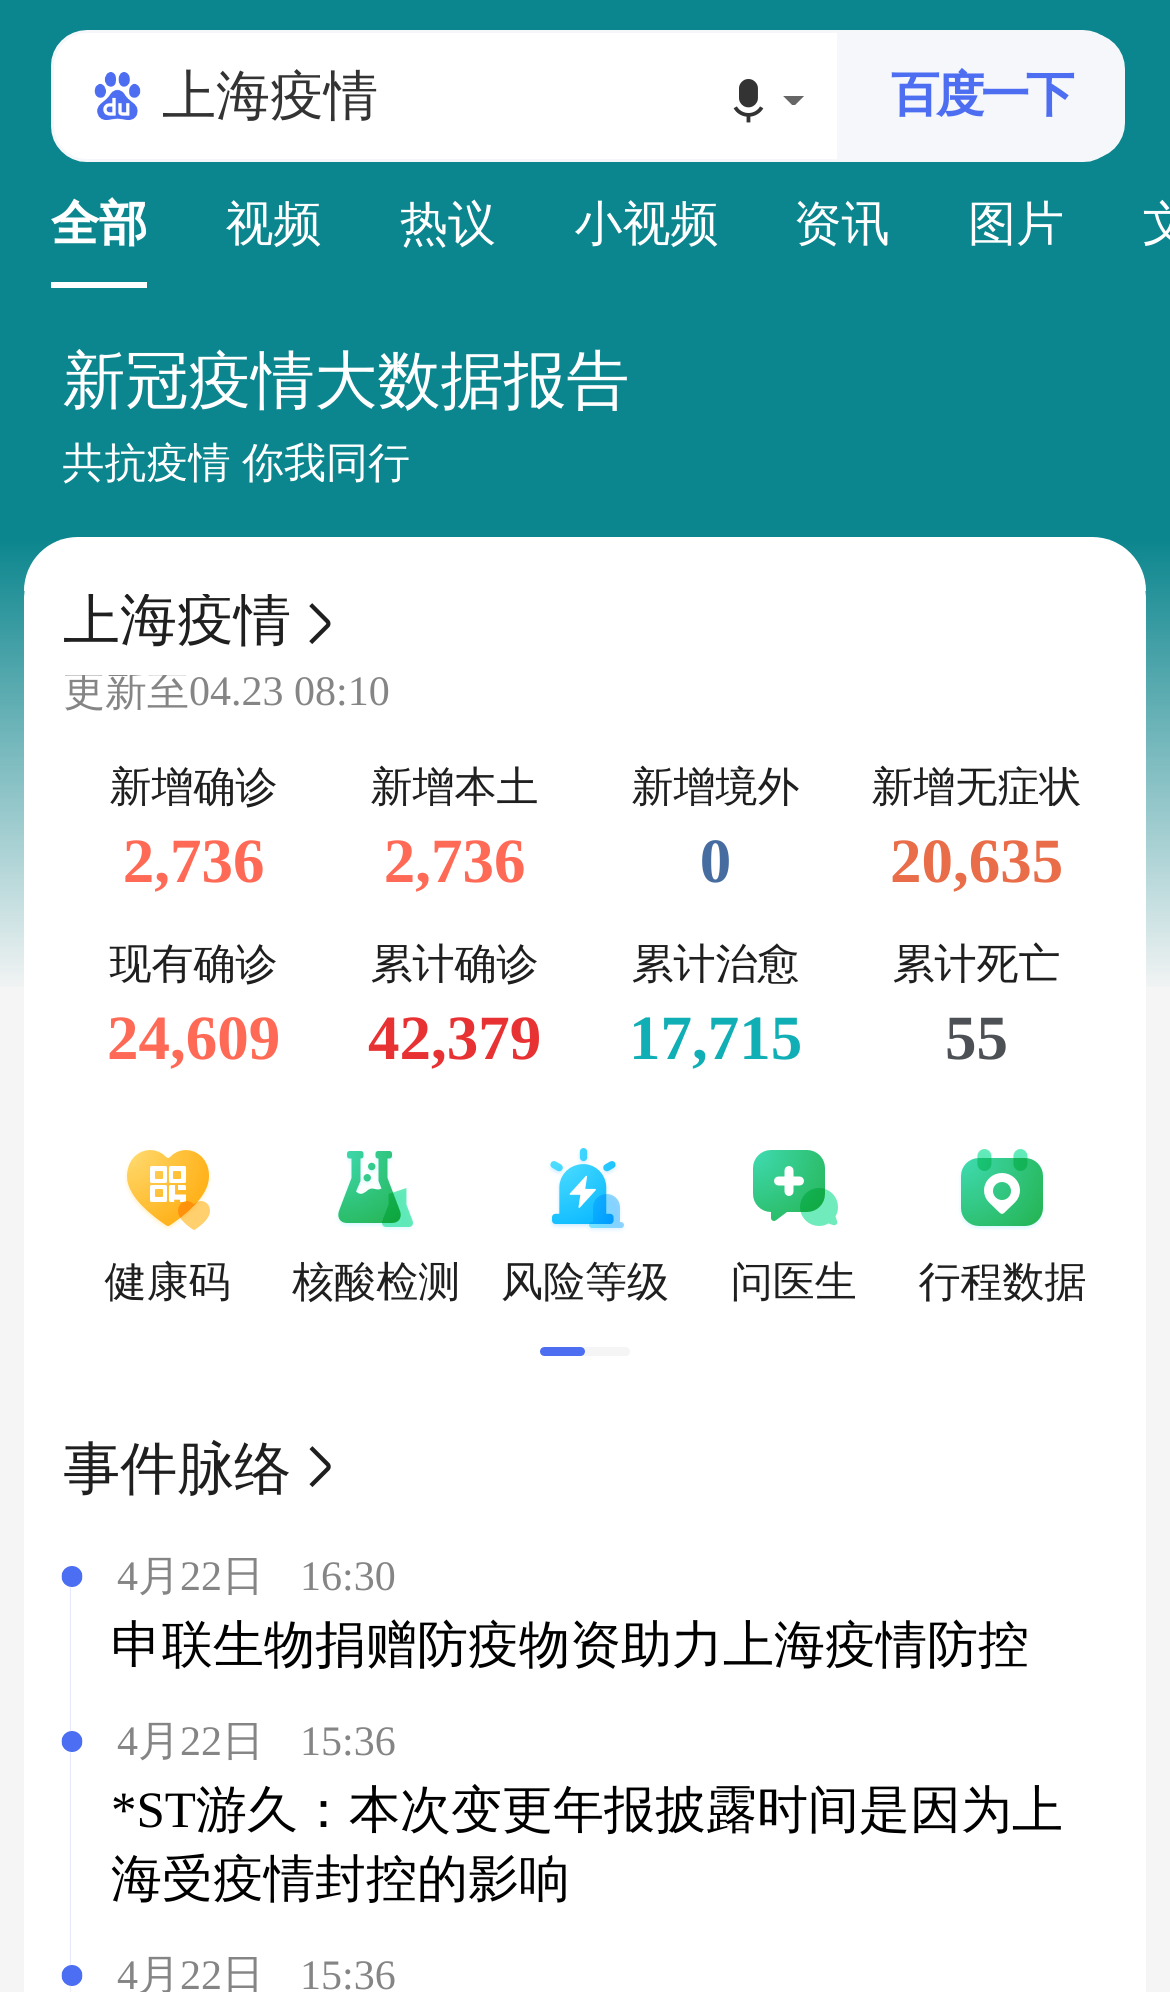 du 上海疫情 百度一下
全部 视频 热议 小视频 资讯 图片
新冠疫情大数据报告
共抗疫情 你我同行
上海疫情
更新至04.23 08:10
新增确诊 新增本土 新增境外 新增无症状
2,736 2,736 0 20,635
现有确诊 累计确诊 累计治愈 累计死亡
24,609 42,379 17,715 55
健康码 核酸检测 风险等级 问医生 行程数据
事件脉络
4月22日 16:30
申联生物捐赠防疫物资助力上海疫情防控
4月22日 15:36
*ST游久：本次变更年报披露时间是因为上
海受疫情封控的影响
4月22日 15:36